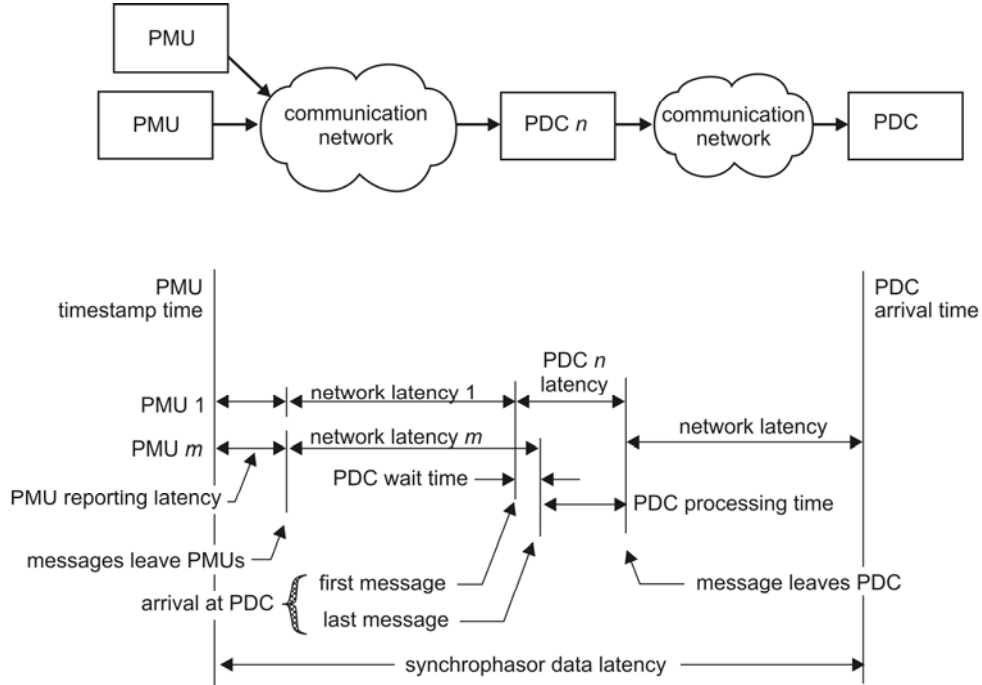 PMU
PMU
communication
network
PDC n
communication
network
PDC
PMU
timestamp time
PDC
arrival time
PDC n
latency
PMU 1
network latency 1
PMU m
network latency m
network latency
PDC wait time
PMU reporting latency
PDC processing time
messages leave PMUs
first message
message leaves PDC
arrival at PDC
last message
synchrophasor data latency